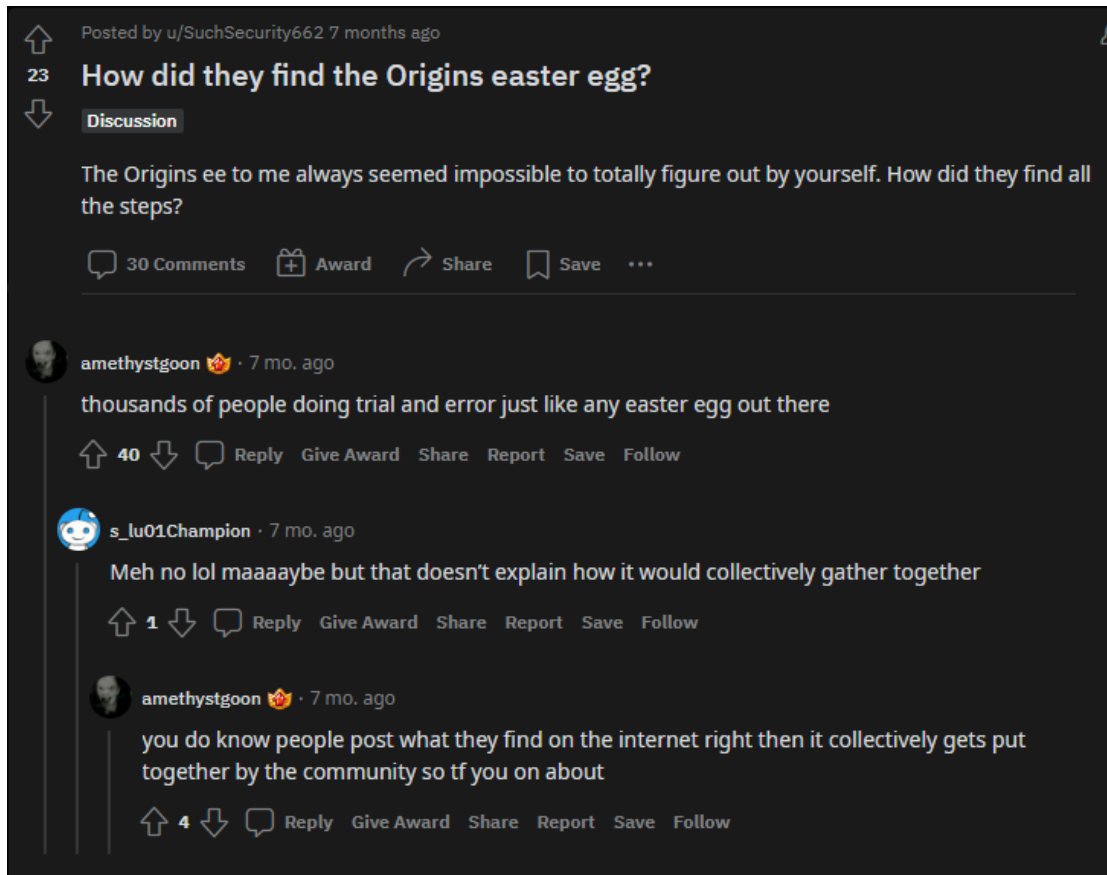 Posted by u/SuchSecurity662 7 months ago
23
How did they find the Origins easter egg?
Discussion
The Origins ee to me always seemed impossible to totally figure out by yourself. How did they find all
the steps?
30 Comments Award Share Save ···
amethystgoon · 7 mo. ago
thousands of people doing trial and error just like any easter egg out there
40 Reply Give Award Share Report Save Follow
s_lu01Champion · 7 mo. ago
Meh no lol maaaaybe but that doesn’t explain how it would collectively gather together
1 Reply Give Award Share Report Save Follow
amethystgoon · 7 mo. ago
you do know people post what they find on the internet right then it collectively gets put
together by the community so tf you on about
4 Reply Give Award Share Report Save Follow